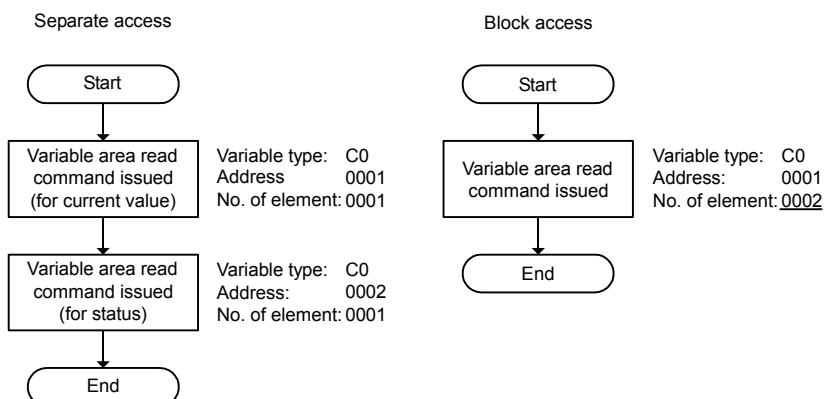 Separate access
Start
Variable area read
command issued
(for current value)
Variable type: C0
Address 0001
No. of element: 0001
Variable area read
command issued
(for status)
Variable type: C0
Address: 0002
No. of element: 0001
End
Block access
Start
Variable area read
command issued
Variable type: C0
Address: 0001
No. of element: 0002
End